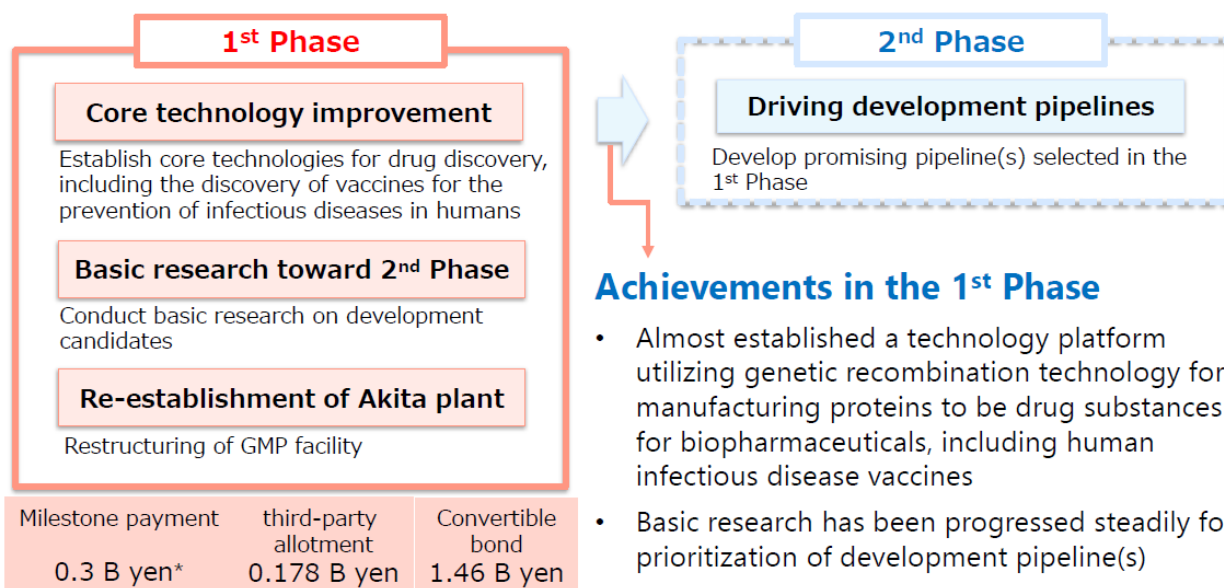 1st Phase
Core technology improvement
Establish core technologies for drug discovery,
including the discovery of vaccines for the
prevention of infectious diseases in humans
Basic research toward 2nd Phase
Conduct basic research on development
candidates
Re-establishment of Akita plant
Restructuring of GMP facility
Milestone payment
0.3 B yen*
third-party
allotment
0.178 B yen
Convertible
bond
1.46 B yen
2nd Phase
Driving development pipelines
Develop promising pipeline(s) selected in the
1st Phase
Achievements in the 1st Phase
• Almost established a technology platform
utilizing genetic recombination technology for
manufacturing proteins to be drug substances
for biopharmaceuticals, including human
infectious disease vaccines
• Basic research has been progressed steadily fo
prioritization of development pipeline(s)